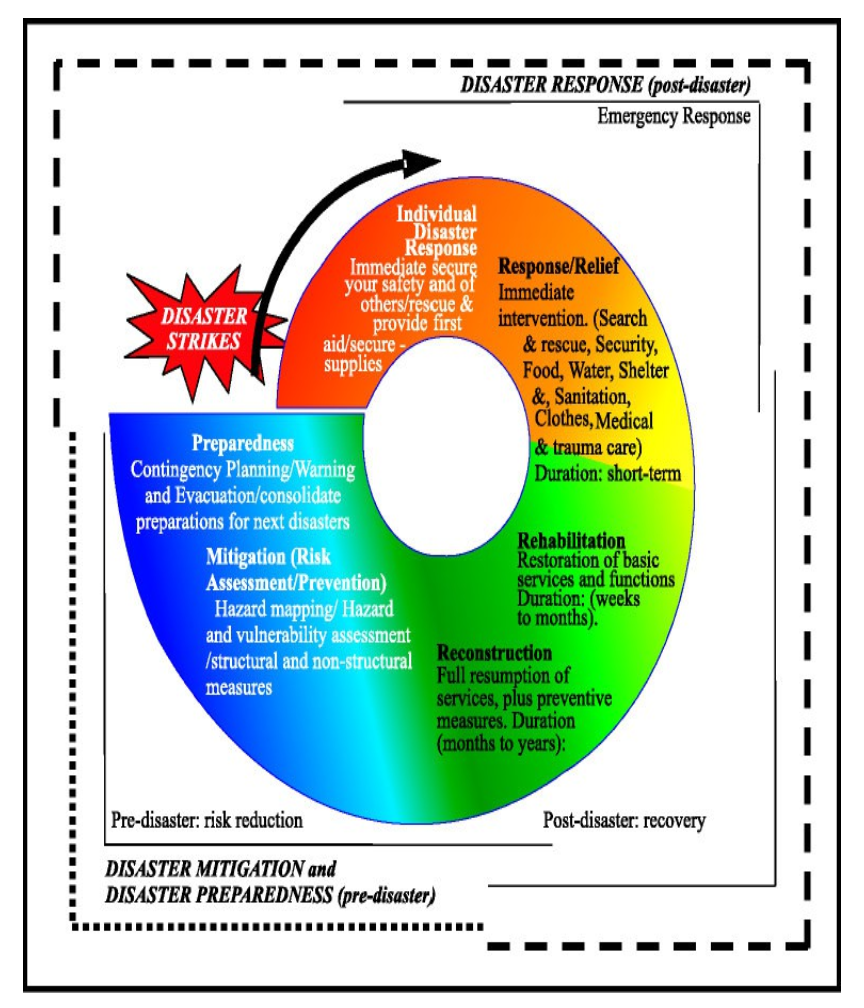 DISASTER RESPONSE (post-disaster)
Emergency Response
Individual
Disaster
Response
Immediate secure
your safety and of
others/rescue &
provide first
aid/secure -
supplies
Response/Relief
Immediate
intervention. (Search
& rescue, Security,
Food, Water, Shelter
&, Sanitation,
Clothes, Medical
& trauma care)
Duration: short-term
DISASTER
STRIKES
Preparedness
Contingency Planning/Warning
and Evacuation/consolidate
preparations for next disasters
Mitigation (Risk
Assessment/Prevention)
Hazard mapping/ Hazard
and vulnerability assessment
/structural and non-structural
measures
Rehabilitation
Restoration of basic
services and functions
Duration: (weeks
to months).
Reconstruction
Full resumption of
services, plus preventive
measures. Duration
(months to years):
Pre-disaster: risk reduction
Post-disaster: recovery
DISASTER MITIGATION and
DISASTER PREPAREDNESS (pre-disaster)